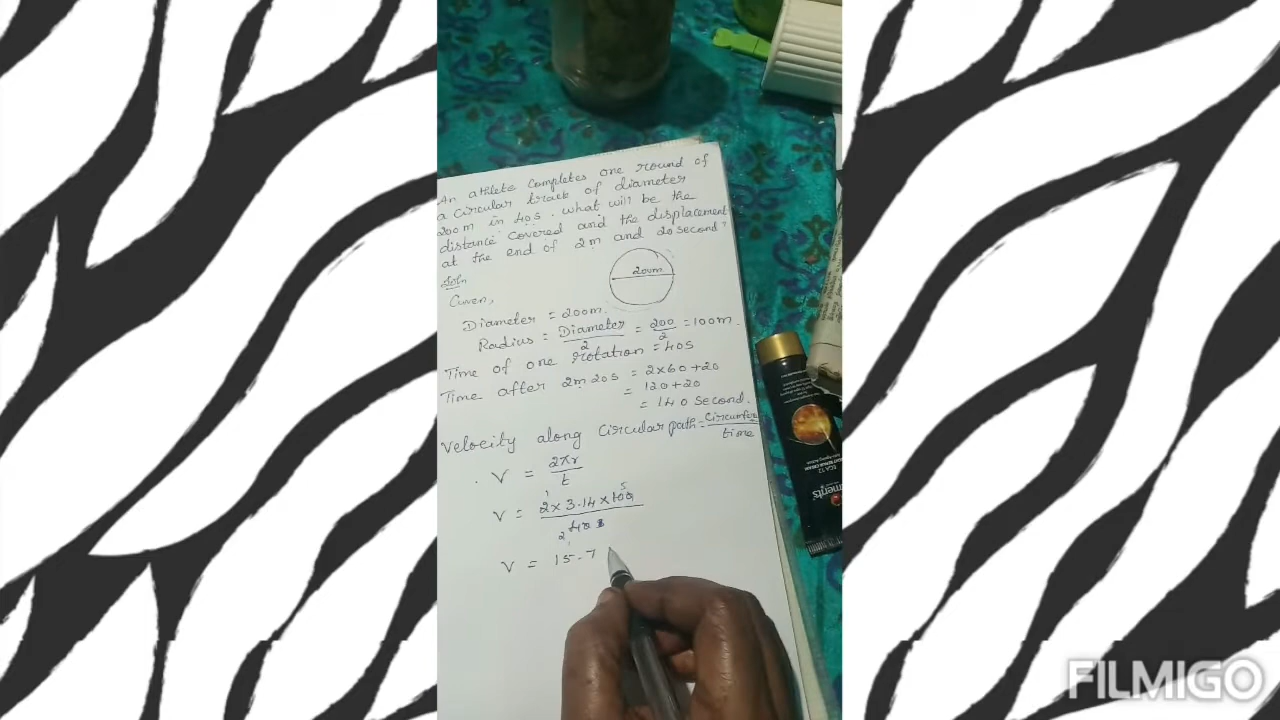 An athlete completes one round of
a circular track of diameter
200m in 40s. what will be the
distance covered and the displacement
at the end of 2m and 20 second?
Soln
Given,
200m
Diameter = 200m.
Radius = Diameter/2 = 200/2 = 100m.
Time of one rotation = 40s
Time after 2m 20s = 2x60+20
= 120+20
= 140 second.
Velocity along circular path = Circumfer/time
V = 2πr/t
V = 2 x 3.14 x 100/40
V = 15.7
FILMIGO